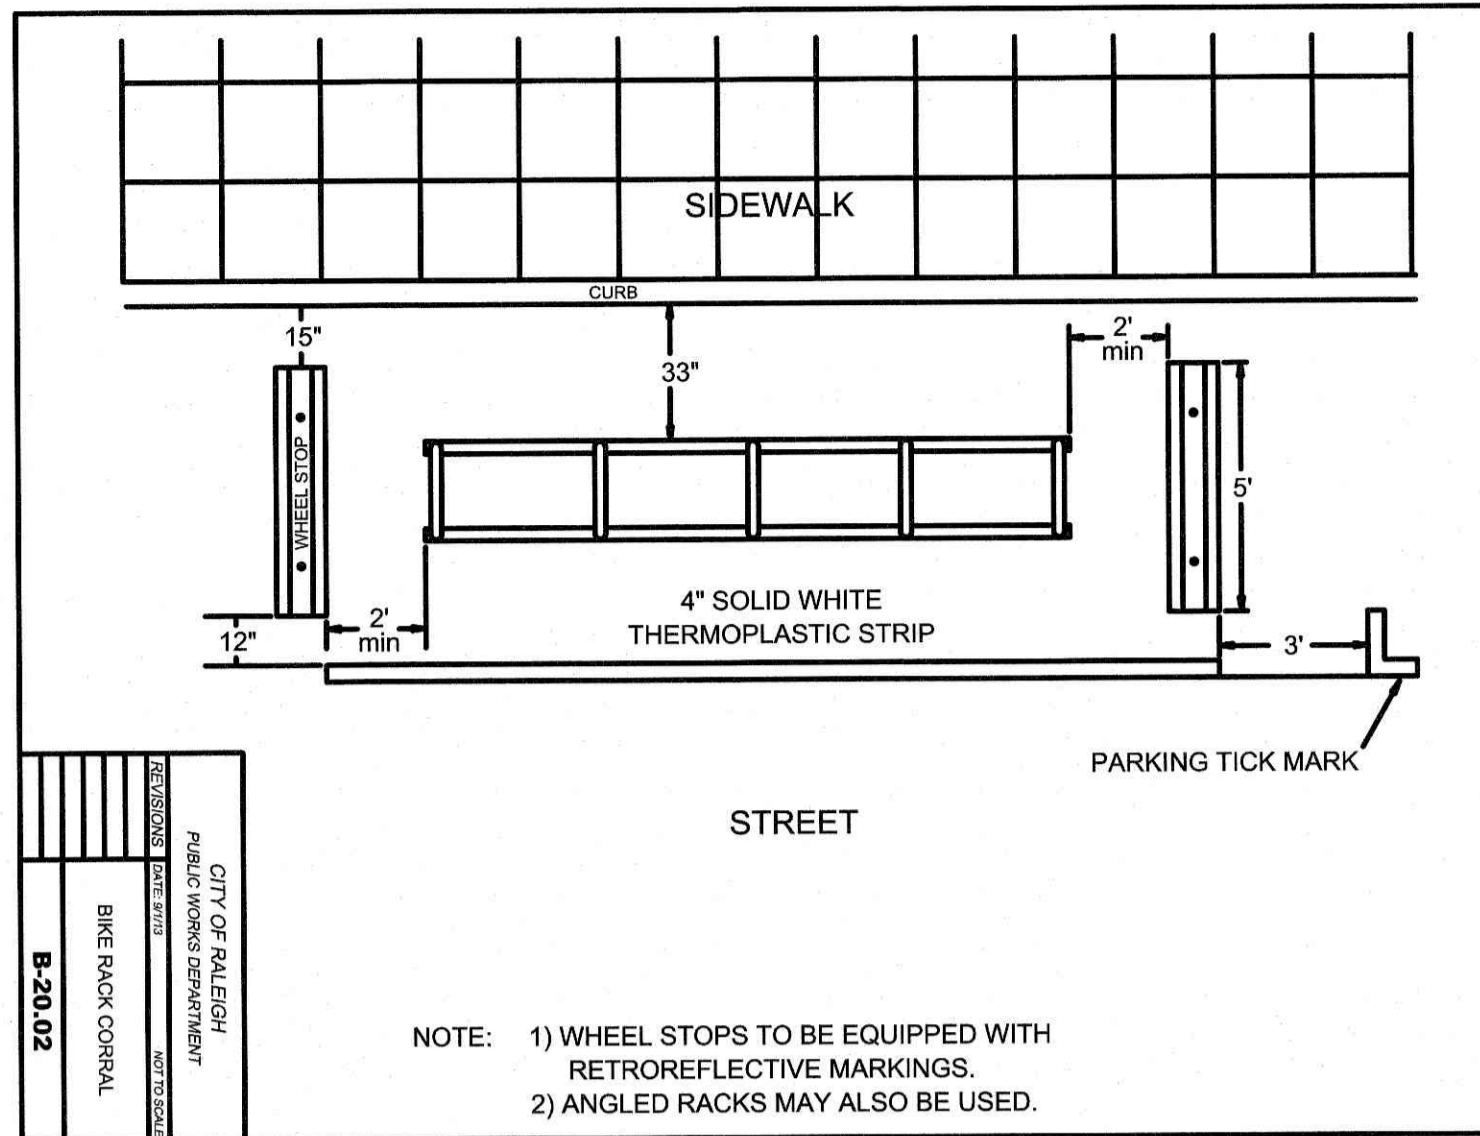 SIDEWALK
CURB
15"
2'
min
33"
WHEEL STOP
5'
4" SOLID WHITE
THERMOPLASTIC STRIP
2'
min
12"
3'
PARKING TICK MARK
STREET
CITY OF RALEIGH
PUBLIC WORKS DEPARTMENT
REVISIONS DATE: 9/1/13 NOT TO SCALE
BIKE RACK CORRAL
B-20.02
NOTE: 1) WHEEL STOPS TO BE EQUIPPED WITH
RETROREFLECTIVE MARKINGS.
2) ANGLED RACKS MAY ALSO BE USED.